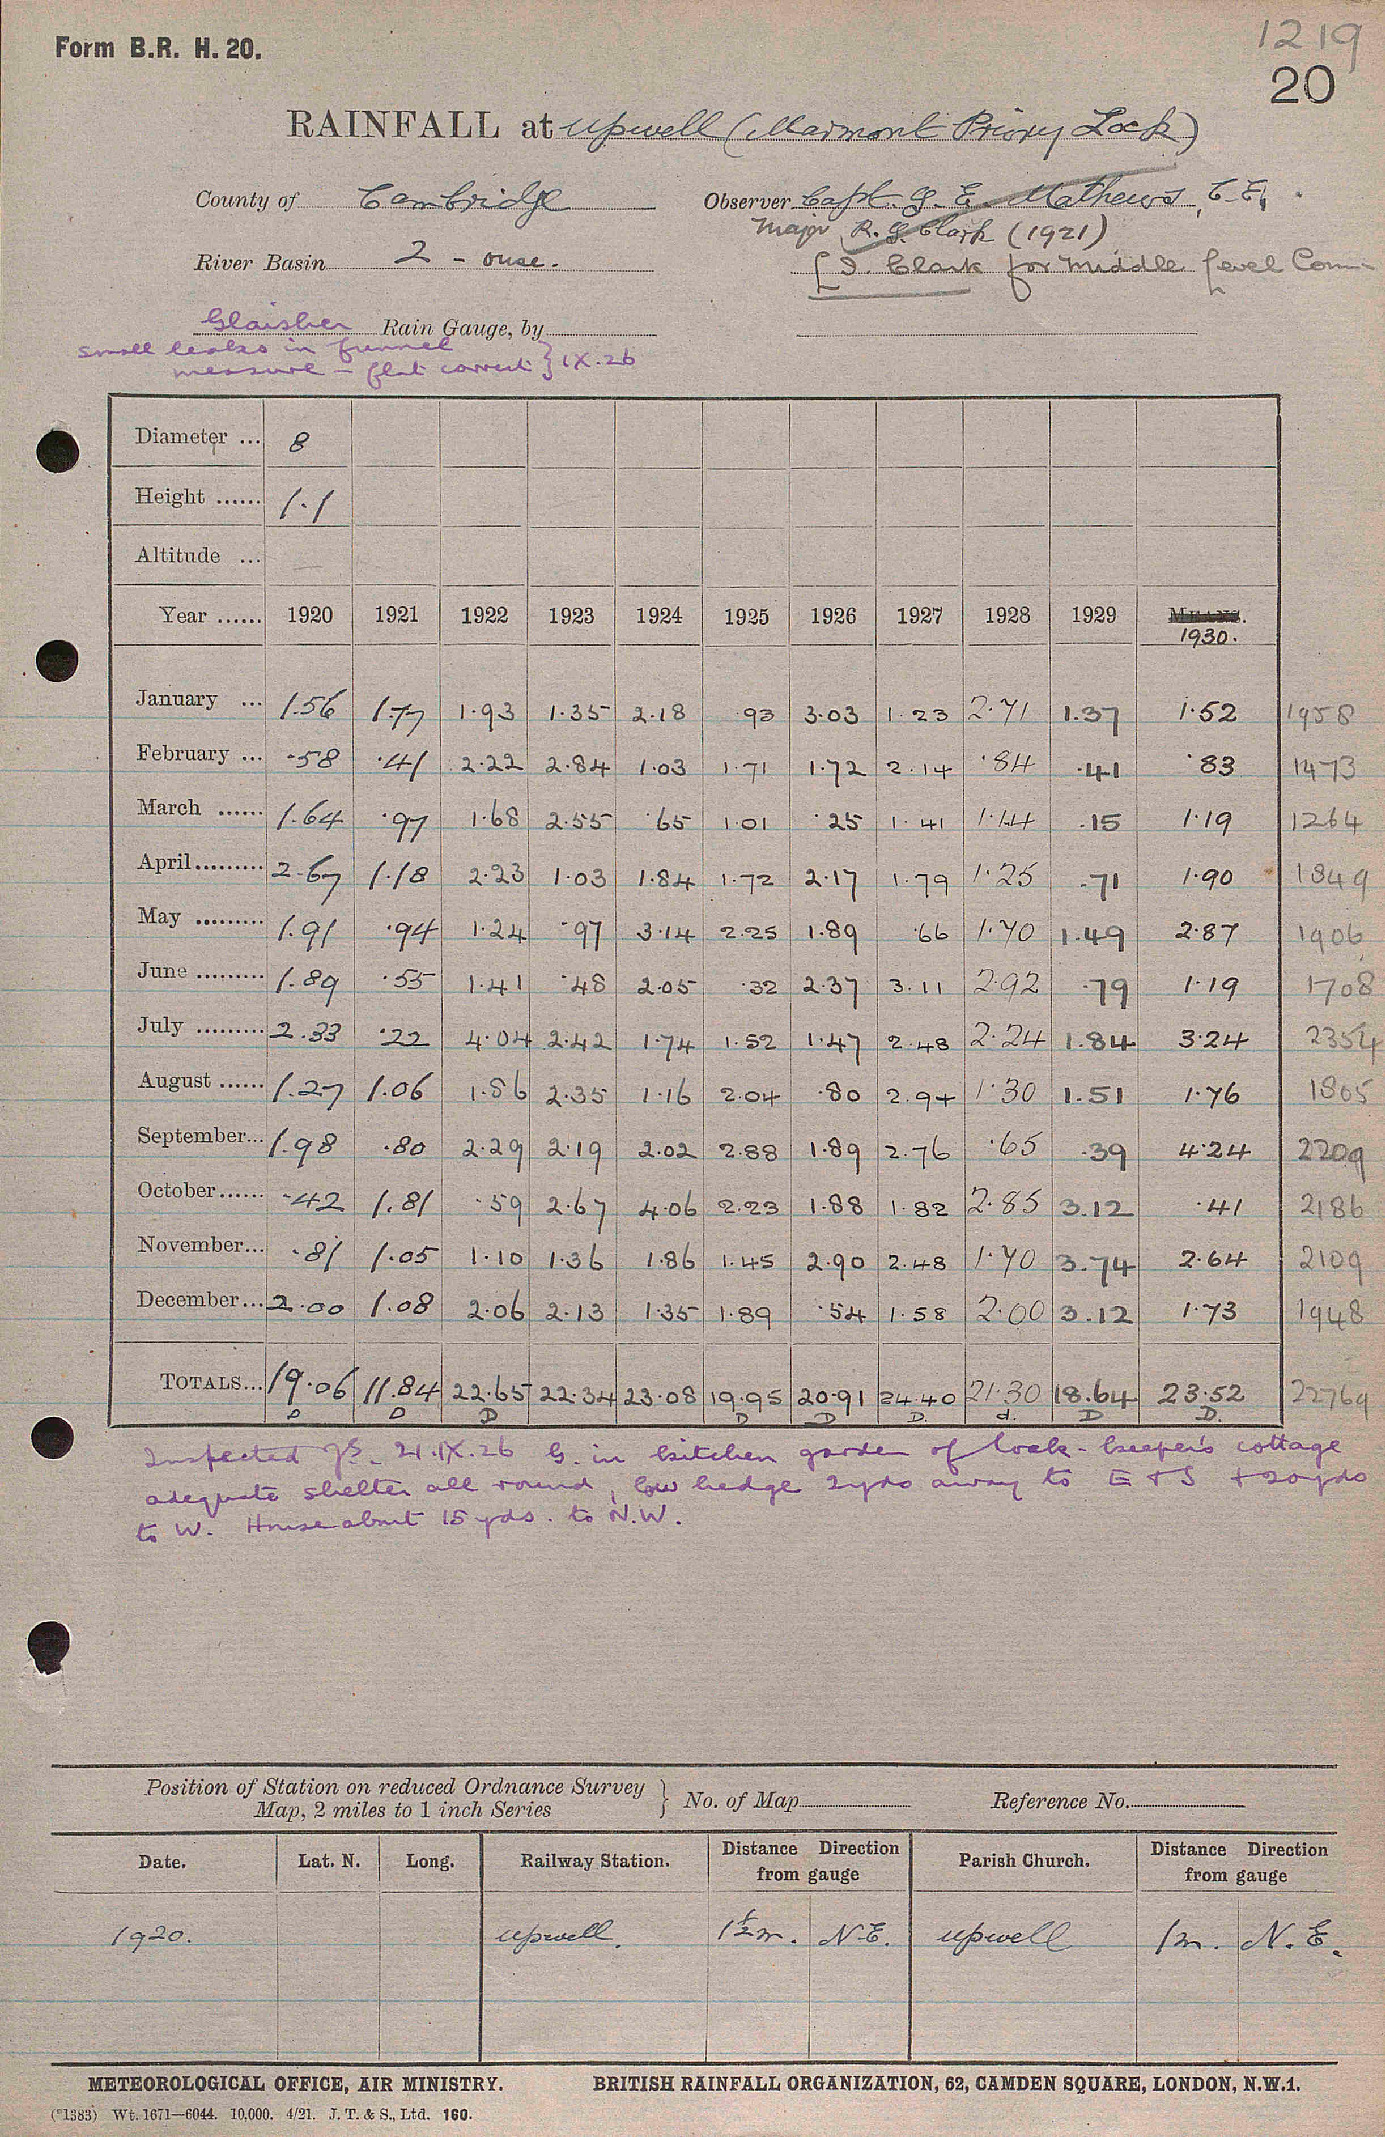 Form B.R. H. 20.
1219
20
RAINFALL at Upwell (Marmont Priory Lock)
County of Cambridge Observer Capt. G. E. Mathews, C.E.
Major R. G. Clark (1921)
River Basin 2 - ouse. [I. Clark for Middle Level Com-
Glaisher Rain Gauge, by
small leaks in funnel
measure - flat correct } IX.26
Diameter ... 8
Height ...... 1.1
Altitude ...
Year ...... 1920 1921 1922 1923 1924 1925 1926 1927 1928 1929 MEANS.
1930.
January ... 1.56 1.77 1.93 1.35 2.18 .93 3.03 1.23 2.71 1.37 1.52 1958
February ... .58 .41 2.22 2.84 1.03 1.71 1.72 2.14 .84 .41 .83 1473
March ...... 1.64 .97 1.68 2.55 .65 1.01 .25 1.41 1.14 .15 1.19 1264
April......... 2.67 1.18 2.23 1.03 1.84 1.72 2.17 1.79 1.25 .71 1.90 1849
May ......... 1.91 .94 1.24 .97 3.14 2.25 1.89 .66 1.70 1.49 2.87 1906
June ......... 1.89 .55 1.41 .48 2.05 .32 2.37 3.11 2.92 .79 1.19 1708
July ......... 2.33 .22 4.04 2.42 1.74 1.52 1.47 2.48 2.24 1.84 3.24 2354
August ...... 1.27 1.06 1.86 2.35 1.16 2.04 .80 2.94 1.30 1.51 1.76 1805
September... 1.98 .80 2.29 2.19 2.02 2.88 1.89 2.76 .65 .39 4.24 2209
October...... .42 1.81 .59 2.67 4.06 2.23 1.88 1.82 2.85 3.12 .41 2186
November... .81 1.05 1.10 1.36 1.86 1.45 2.90 2.48 1.70 3.74 2.64 2109
December... 2.00 1.08 2.06 2.13 1.35 1.89 .54 1.58 2.00 3.12 1.73 1948
TOTALS... 19.06 11.84 22.65 22.34 23.08 19.95 20.91 24.40 21.30 18.64 23.52 22769
D D D D D D. d. D D.
Inspected 21.IX.26 G. in kitchen garden of lock-keeper's cottage
adequate shelter all round, low hedge 2yds away to E + S + 20yds
to W. House about 15 yds. to N.W.
Position of Station on reduced Ordnance Survey
Map, 2 miles to 1 inch Series } No. of Map Reference No.
Date. Lat. N. Long. Railway Station. Distance Direction from gauge Parish Church. Distance Direction from gauge
1920. Upwell. 1½m. N.E. Upwell 1m. N.E.
METEOROLOGICAL OFFICE, AIR MINISTRY. BRITISH RAINFALL ORGANIZATION, 62, CAMDEN SQUARE, LONDON, N.W.1.
(*1383) Wt. 1671—6044. 10,000. 4/21. J. T. & S., Ltd. 160.